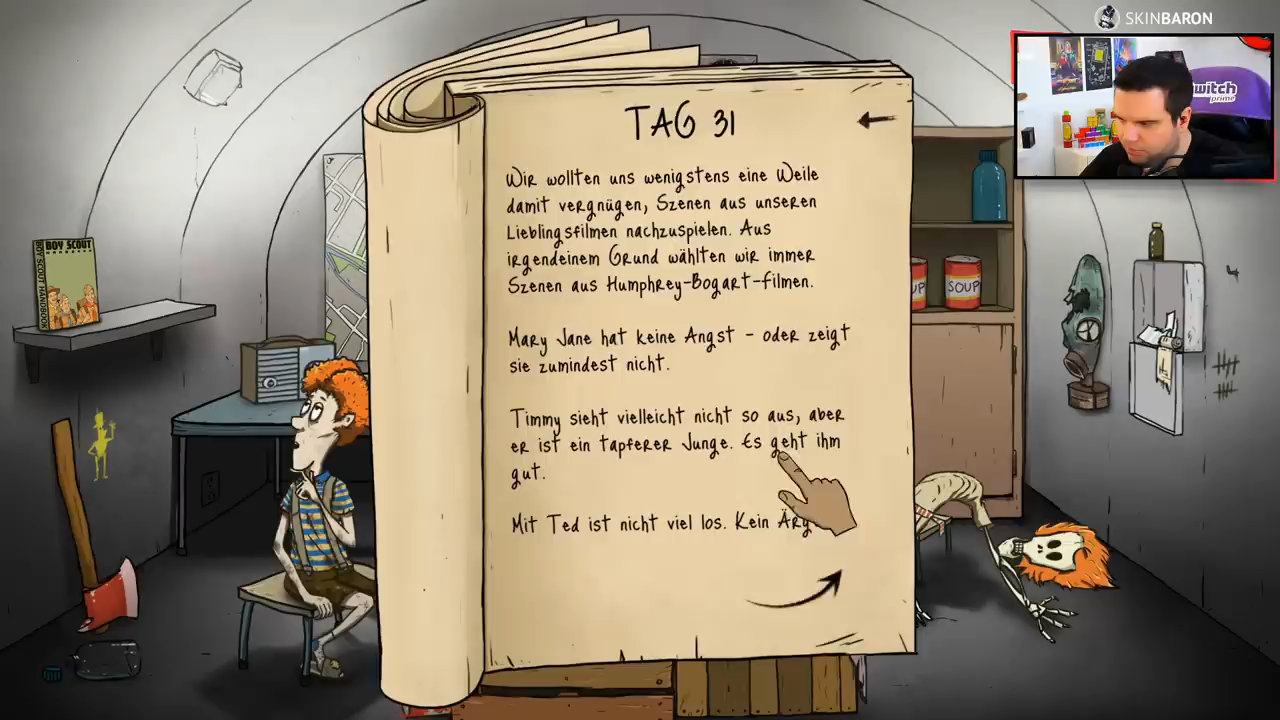 SKINBARON
twitch
prime
TAG 31
Wir wollten uns wenigstens eine Weile
damit vergnügen, Szenen aus unseren
Lieblingsfilmen nachzuspielen. Aus
irgendeinem Grund wählten wir immer
Szenen aus Humphrey-Bogart-filmen.
Mary Jane hat keine Angst - oder zeigt
sie zumindest nicht.
Timmy sieht vielleicht nicht so aus, aber
er ist ein tapferer Junge. Es geht ihm
gut.
Mit Ted ist nicht viel los. Kein
BOY SCOUT
BOY SCOUT HANDBOOK
SOUP